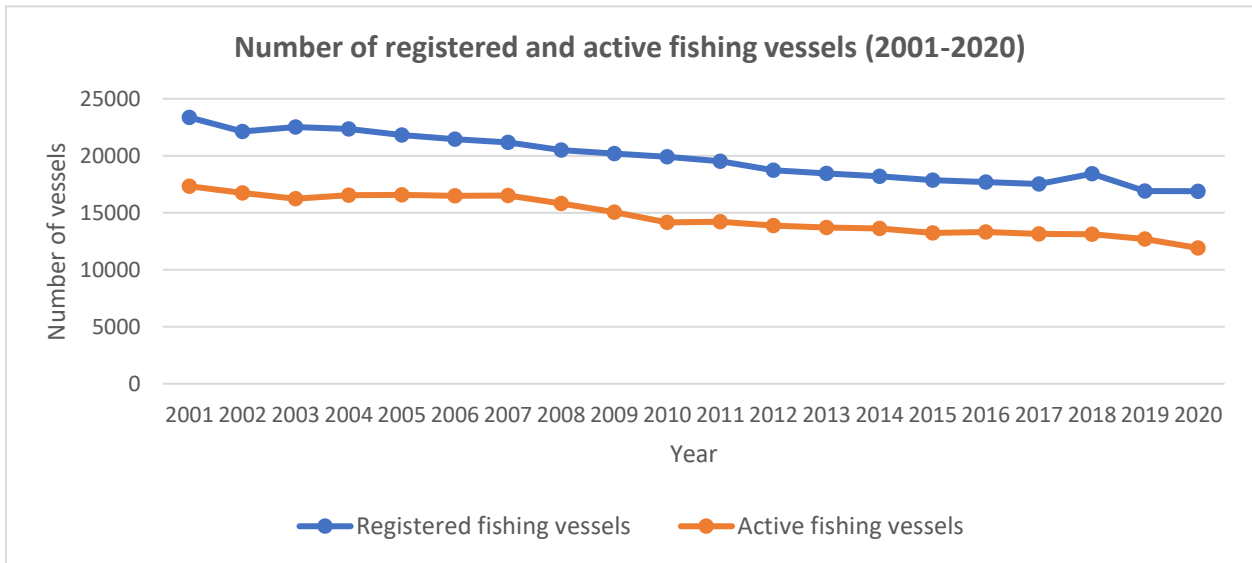 Number of registered and active fishing vessels (2001-2020)
25000
20000
15000
10000
5000
0
Number of vessels
2001 2002 2003 2004 2005 2006 2007 2008 2009 2010 2011 2012 2013 2014 2015 2016 2017 2018 2019 2020
Year
Registered fishing vessels Active fishing vessels